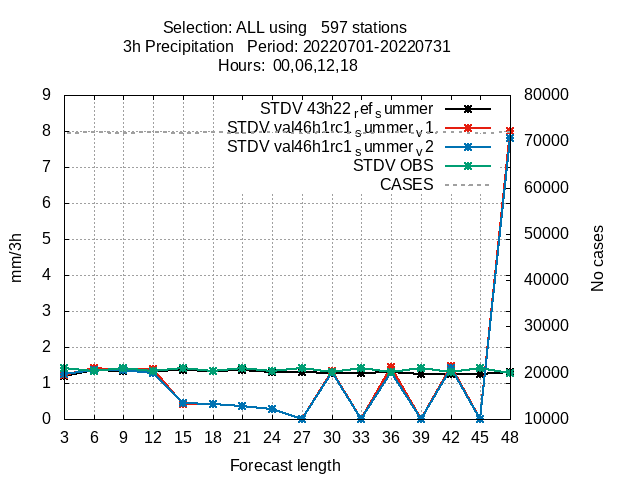 Selection: ALL using   597 stations
3h Precipitation   Period: 20220701-20220731
Hours:  00,06,12,18
STDV 43h22refsummer
STDV val46h1rc1summerv1
STDV val46h1rc1summerv2
STDV OBS
CASES
9
8
7
6
5
4
3
2
1
0
mm/3h
80000
70000
60000
50000
40000
30000
20000
10000
No cases
3 6 9 12 15 18 21 24 27 30 33 36 39 42 45 48
Forecast length